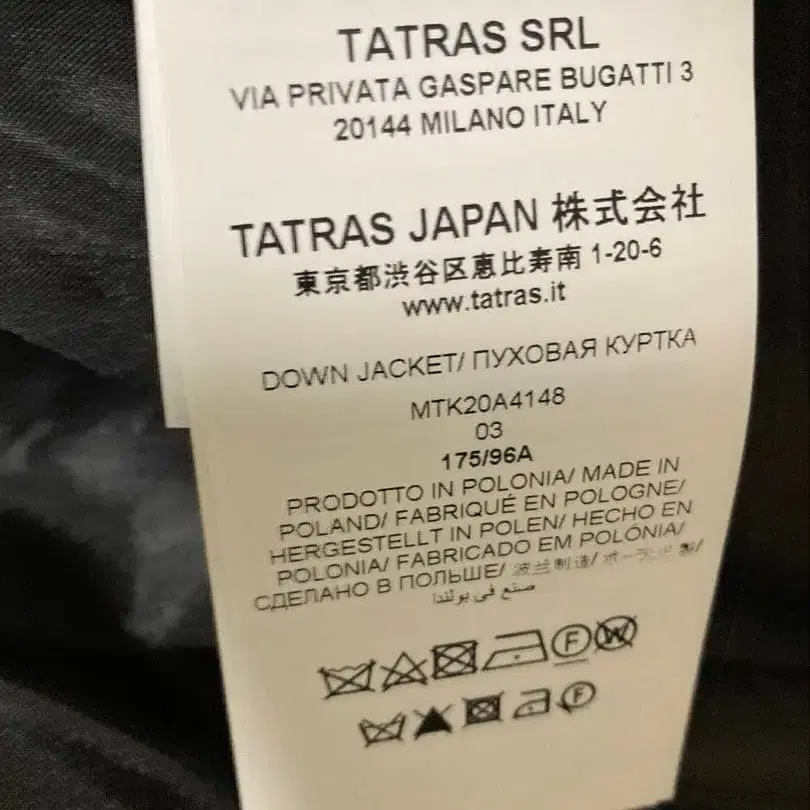 TATRAS SRL
VIA PRIVATA GASPARE BUGATTI 3
20144 MILANO ITALY
TATRAS JAPAN 株式会社
東京都渋谷区恵比寿南 1-20-6
www.tatras.it
DOWN JACKET/ ПУХОВАЯ КУРТКА
MTK20A4148
03
175/96A
PRODOTTO IN POLONIA/ MADE IN
POLAND/ FABRIQUÉ EN POLOGNE/
HERGESTELLT IN POLEN/ HECHO EN
POLONIA/ FABRICADO EM POLÓNIA/
СДЕЛАНО В ПОЛЬШЕ/ 波兰制造/ ポーランド製/
صنع في بولندا
F W
F